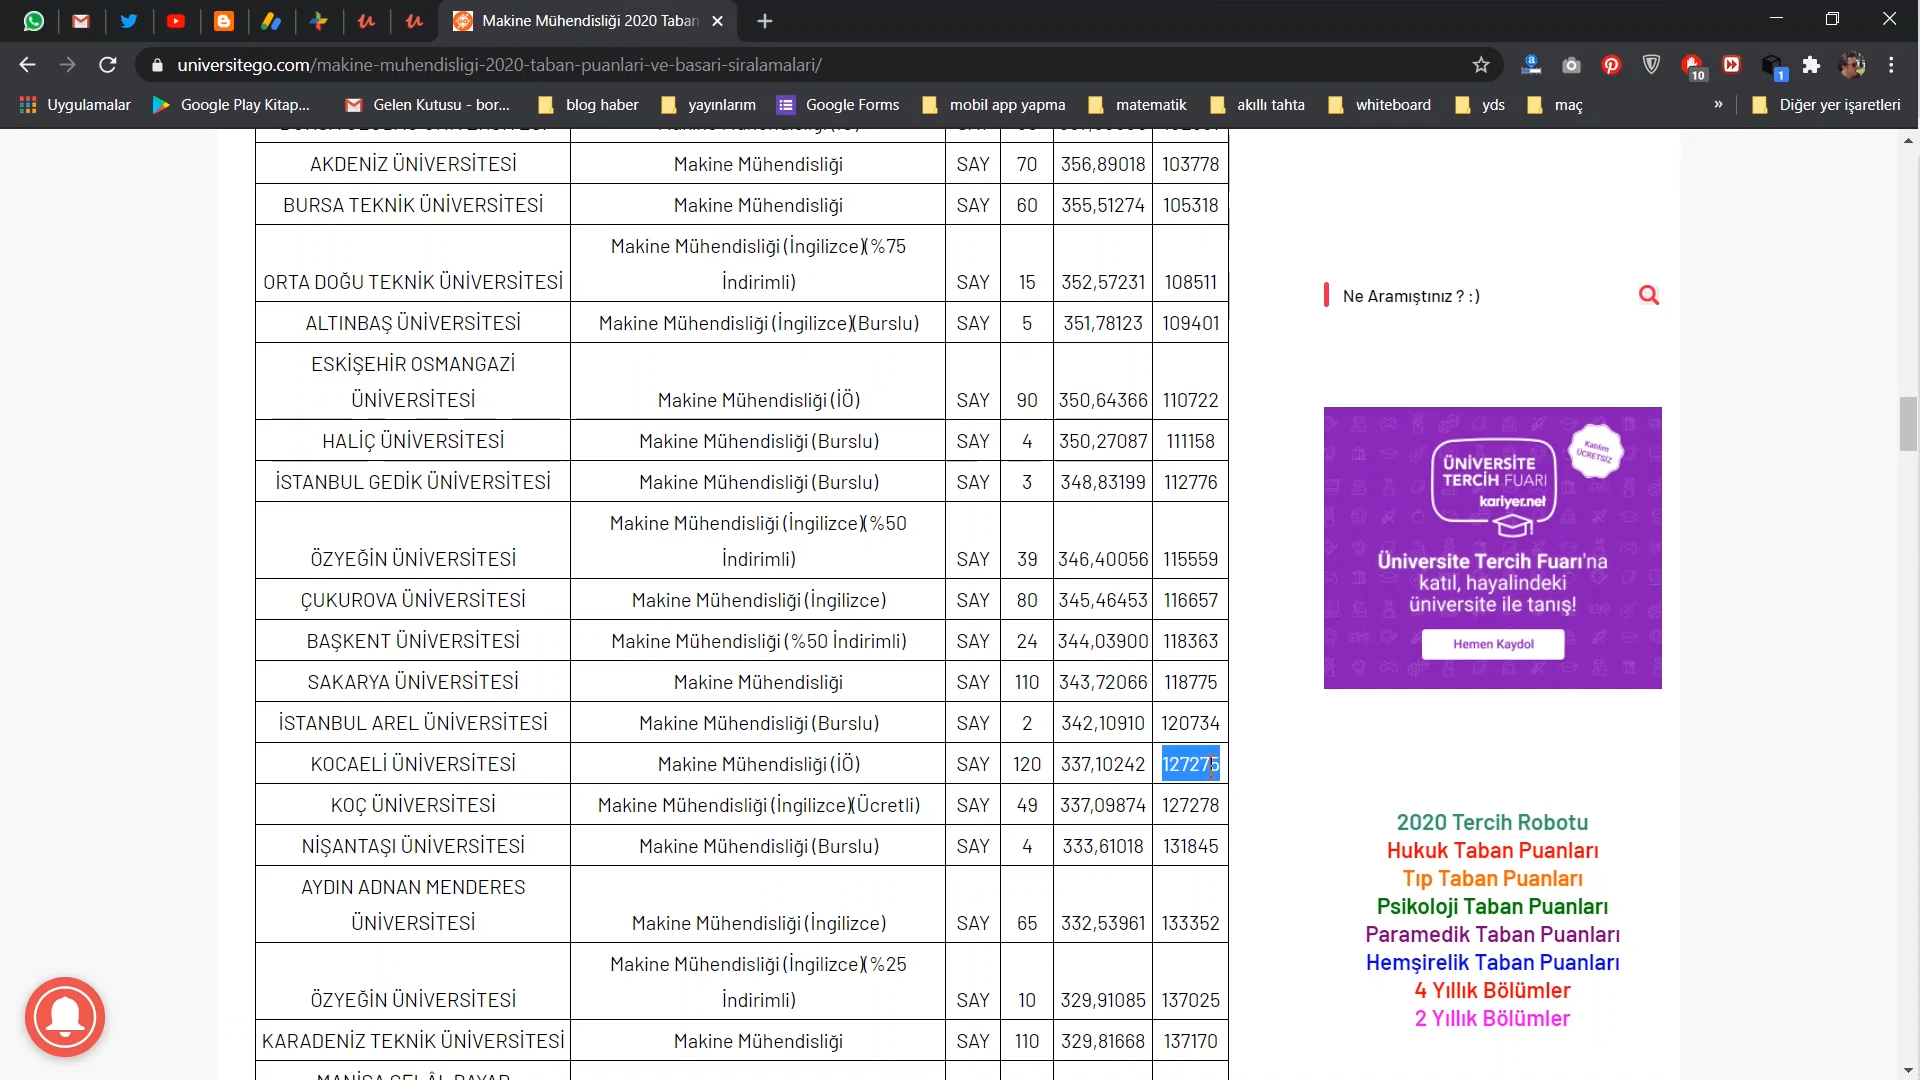 Makine Mühendisliği 2020 Taban
universitego.com/makine-muhendisligi-2020-taban-puanlari-ve-basari-siralamalari/
10
1
Uygulamalar Google Play Kitap... Gelen Kutusu - bor... blog haber yayınlarım Google Forms mobil app yapma matematik akıllı tahta whiteboard yds maç » Diğer yer işaretleri
AKDENİZ ÜNİVERSİTESİ Makine Mühendisliği SAY 70 356,89018 103778
BURSA TEKNİK ÜNİVERSİTESİ Makine Mühendisliği SAY 60 355,51274 105318
Makine Mühendisliği (İngilizce)(%75
ORTA DOĞU TEKNİK ÜNİVERSİTESİ İndirimli) SAY 15 352,57231 108511
ALTINBAŞ ÜNİVERSİTESİ Makine Mühendisliği (İngilizce)(Burslu) SAY 5 351,78123 109401
ESKİŞEHİR OSMANGAZİ
ÜNİVERSİTESİ Makine Mühendisliği (İÖ) SAY 90 350,64366 110722
HALİÇ ÜNİVERSİTESİ Makine Mühendisliği (Burslu) SAY 4 350,27087 111158
İSTANBUL GEDİK ÜNİVERSİTESİ Makine Mühendisliği (Burslu) SAY 3 348,83199 112776
Makine Mühendisliği (İngilizce)(%50
ÖZYEĞİN ÜNİVERSİTESİ İndirimli) SAY 39 346,40056 115559
ÇUKUROVA ÜNİVERSİTESİ Makine Mühendisliği (İngilizce) SAY 80 345,46453 116657
BAŞKENT ÜNİVERSİTESİ Makine Mühendisliği (%50 İndirimli) SAY 24 344,03900 118363
SAKARYA ÜNİVERSİTESİ Makine Mühendisliği SAY 110 343,72066 118775
İSTANBUL AREL ÜNİVERSİTESİ Makine Mühendisliği (Burslu) SAY 2 342,10910 120734
KOCAELİ ÜNİVERSİTESİ Makine Mühendisliği (İÖ) SAY 120 337,10242 127275
KOÇ ÜNİVERSİTESİ Makine Mühendisliği (İngilizce)(Ücretli) SAY 49 337,09874 127278
NİŞANTAŞI ÜNİVERSİTESİ Makine Mühendisliği (Burslu) SAY 4 333,61018 131845
AYDIN ADNAN MENDERES
ÜNİVERSİTESİ Makine Mühendisliği (İngilizce) SAY 65 332,53961 133352
Makine Mühendisliği (İngilizce)(%25
ÖZYEĞİN ÜNİVERSİTESİ İndirimli) SAY 10 329,91085 137025
KARADENİZ TEKNİK ÜNİVERSİTESİ Makine Mühendisliği SAY 110 329,81668 137170
Ne Aramıştınız ? :)
Katılım
ÜCRETSİZ
ÜNİVERSİTE
TERCİH FUARI
kariyer.net
Üniversite Tercih Fuarı'na
katıl, hayalindeki
üniversite ile tanış!
Hemen Kaydol
2020 Tercih Robotu
Hukuk Taban Puanları
Tıp Taban Puanları
Psikoloji Taban Puanları
Paramedik Taban Puanları
Hemşirelik Taban Puanları
4 Yıllık Bölümler
2 Yıllık Bölümler